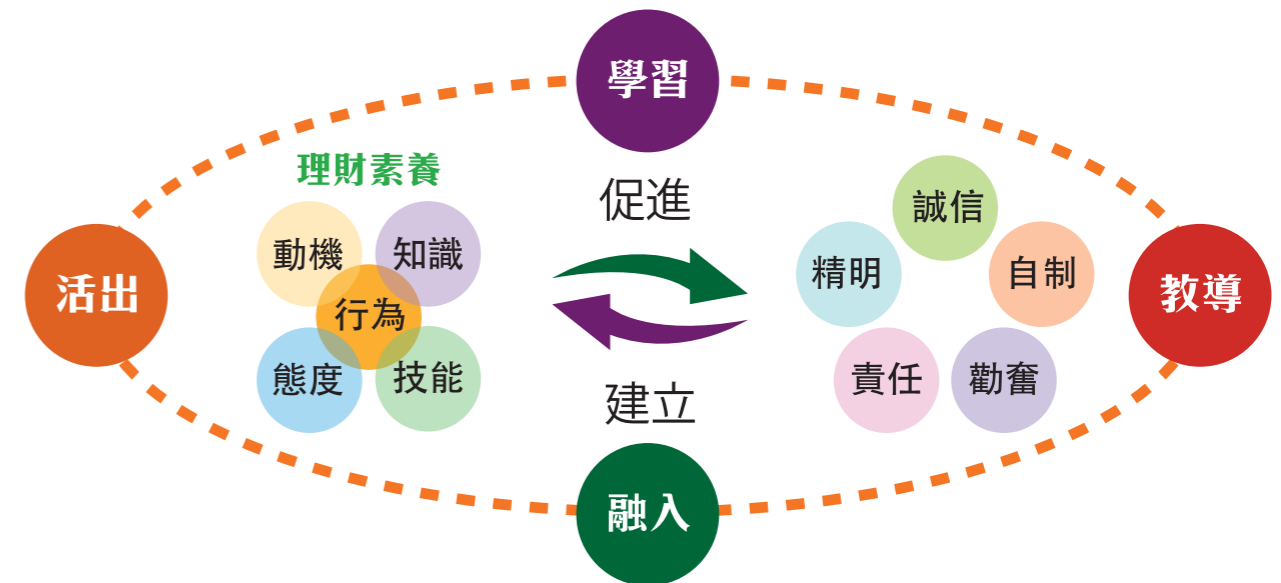 學習
理財素養
促進
動機
知識
行為
態度
技能
誠信
精明
自制
責任
勸奮
活出
教導
建立
融入